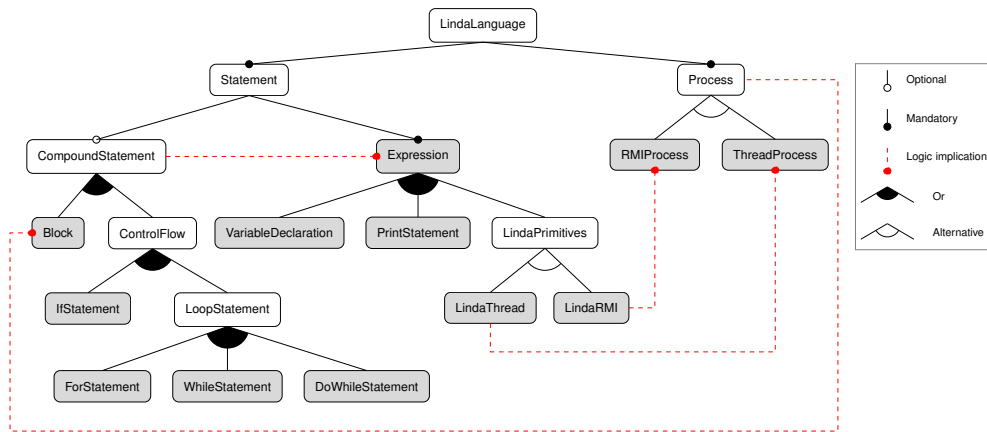 LindaLanguage
Statement
Process
Optional
Mandatory
CompoundStatement
Expression
RMIProcess
ThreadProcess
Logic implication
Or
Block
ControlFlow
VariableDeclaration
PrintStatement
LindaPrimitives
Alternative
IfStatement
LoopStatement
LindaThread
LindaRMI
ForStatement
WhileStatement
DoWhileStatement